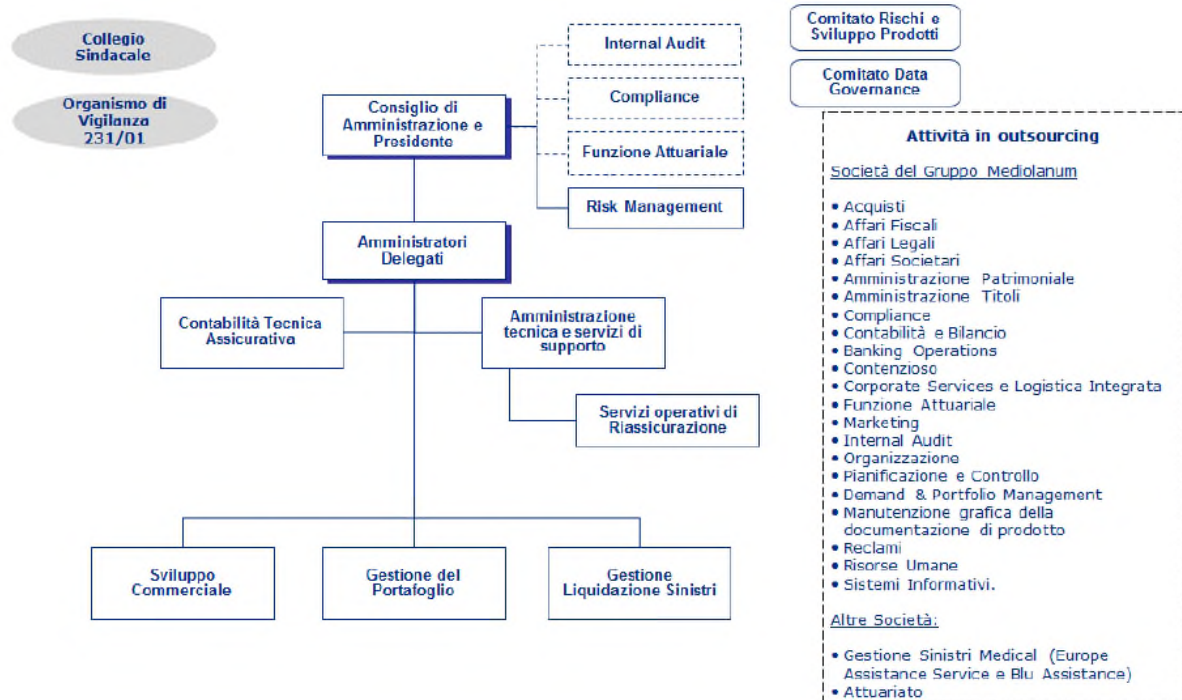 Collegio
Sindacale
Organismo di
Vigilanza
231/01
Consiglio di
Amministrazione e
Presidente
Internal Audit
Compliance
Funzione Attuariale
Risk Management
Comitato Rischi e
Sviluppo Prodotti
Comitato Data
Governance
Amministratori
Delegati
Contabilità Tecnica
Assicurativa
Amministrazione
tecnica e servizi di
supporto
Servizi operativi di
Riassicurazione
Sviluppo
Commerciale
Gestione del
Portafoglio
Gestione
Liquidazione Sinistri
Attività in outsourcing
Società del Gruppo Mediolanum
• Acquisti
• Affari Fiscali
• Affari Legali
• Affari Societari
• Amministrazione Patrimoniale
• Amministrazione Titoli
• Compliance
• Contabilità e Bilancio
• Banking Operations
• Contenzioso
• Corporate Services e Logistica Integrata
• Funzione Attuariale
• Marketing
• Internal Audit
• Organizzazione
• Pianificazione e Controllo
• Demand & Portfolio Management
• Manutenzione grafica della
documentazione di prodotto
• Reclami
• Risorse Umane
• Sistemi Informativi.
Altre Società:
• Gestione Sinistri Medical (Europe
Assistance Service e Blu Assistance)
• Attuariato